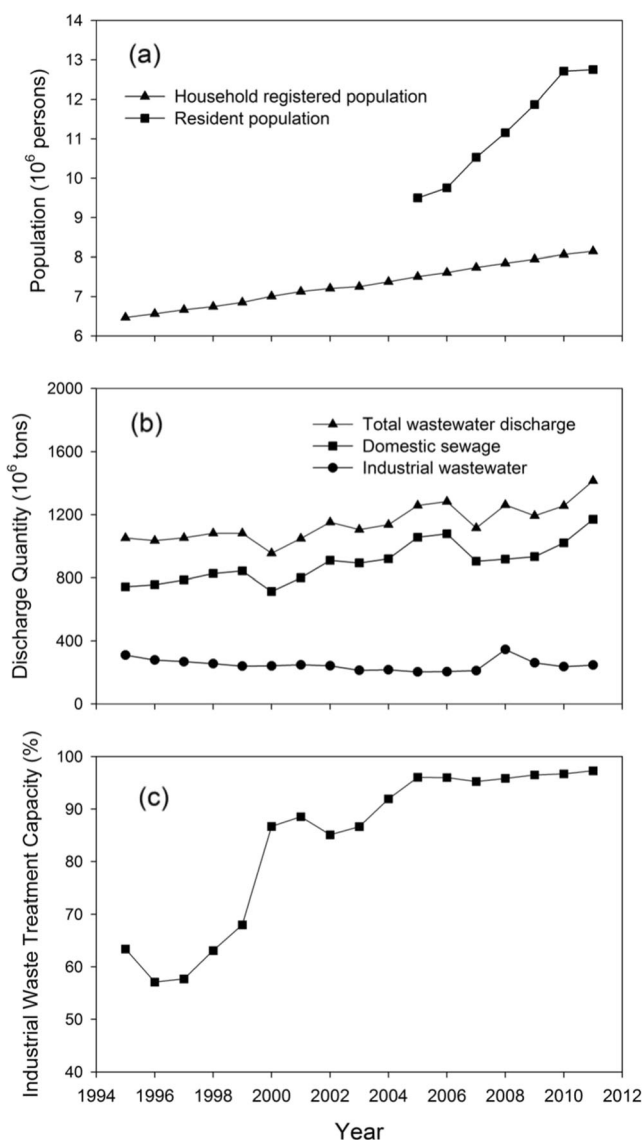 14
(a)
13
Household registered population
12
Resident population
11
10
9
8
7
6
Population (10⁶ persons)
2000
(b)
Total wastewater discharge
1600
Domestic sewage
Industrial wastewater
1200
800
400
0
Discharge Quantity (10⁶ tons)
100
(c)
90
80
70
60
50
40
Industrial Waste Treatment Capacity (%)
1994 1996 1998 2000 2002 2004 2006 2008 2010 2012
Year